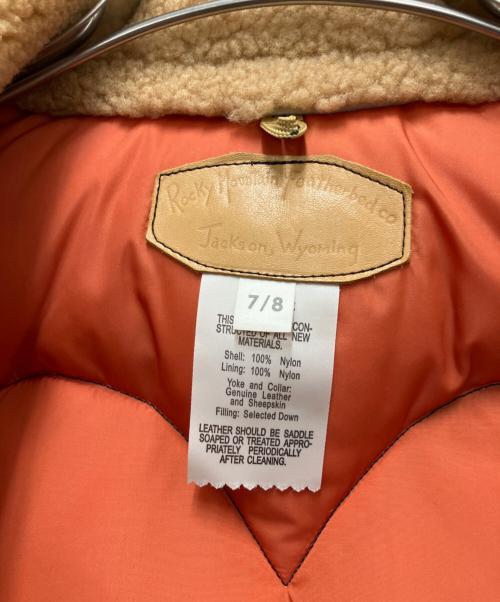 Rocky Mountain Featherbed co
Jackson, Wyoming
7/8
THIS CON-
STRUCTED OF ALL NEW
MATERIALS.
Shell: 100% Nylon
Lining: 100% Nylon
Yoke and Collar:
Genuine Leather
and Sheepskin
Filling: Selected Down
LEATHER SHOULD BE SADDLE
SOAPED OR TREATED APPRO-
PRIATELY PERIODICALLY
AFTER CLEANING.